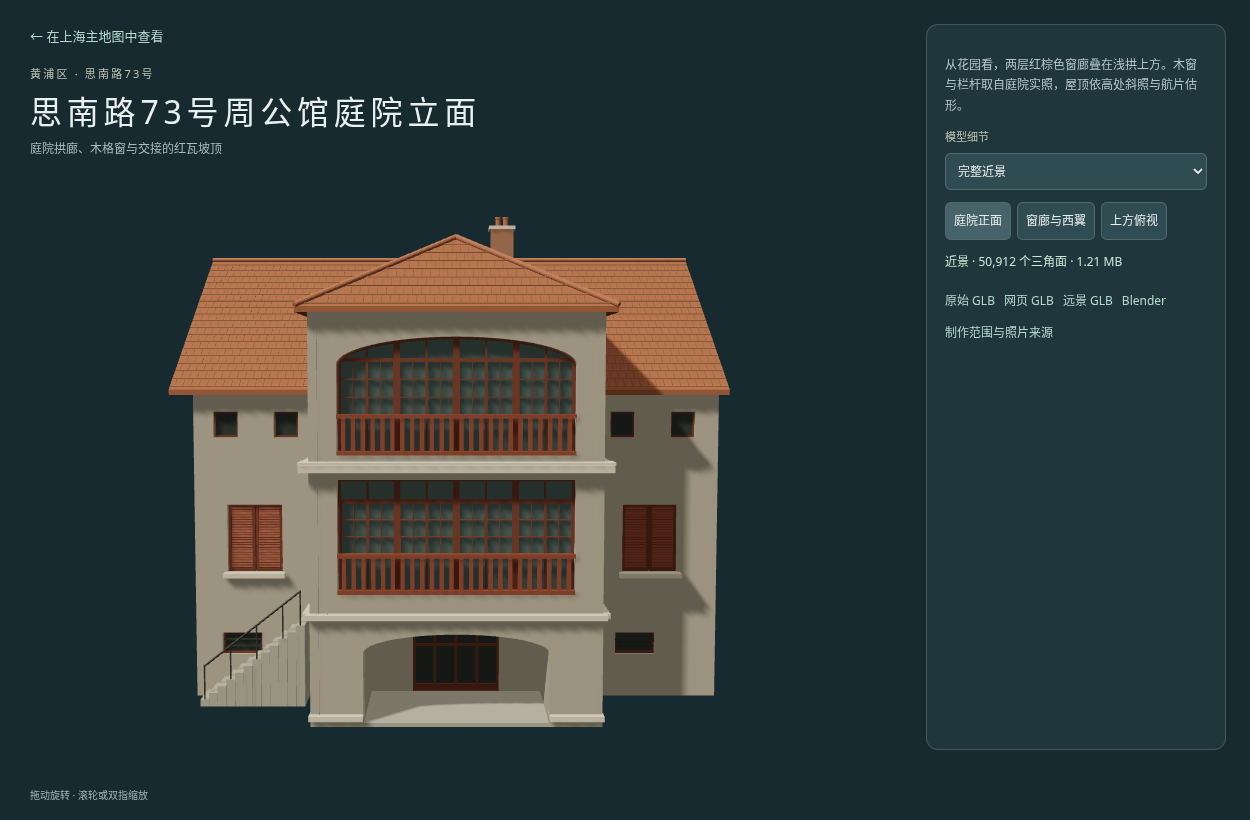 ← 在上海主地图中查看
黄浦区 · 思南路73号
思南路73号周公馆庭院立面
庭院拱廊、木格窗与交接的红瓦坡顶
从花园看，两层红棕色窗廊叠在浅拱上方。木窗
与栏杆取自庭院实照，屋顶依高处斜照与航片估
形。
模型细节
完整近景
庭院正面 窗廊与西翼 上方俯视
近景 · 50,912 个三角面 · 1.21 MB
原始 GLB 网页 GLB 远景 GLB Blender
制作范围与照片来源
拖动旋转 · 滚轮或双指缩放